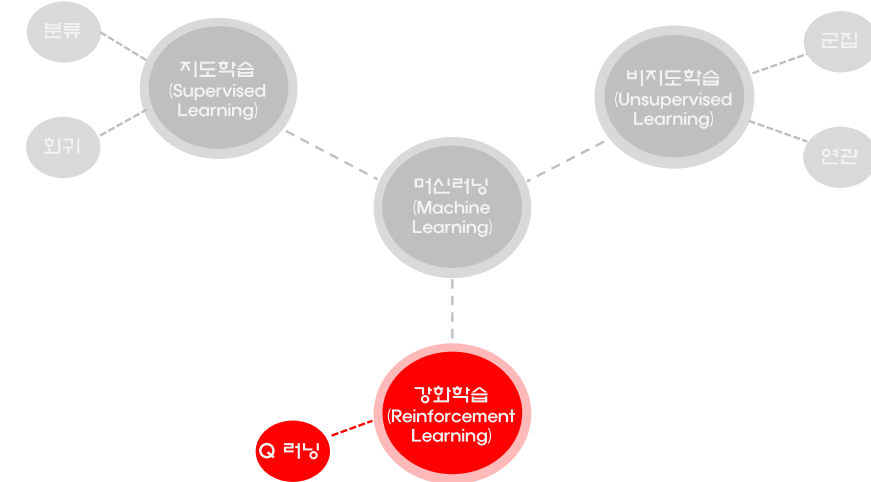 분류
지도학습
(Supervised
Learning)
회귀
비지도학습
(Unsupervised
Learning)
군집
연관
머신러닝
(Machine
Learning)
강화학습
(Reinforcement
Learning)
Q 러닝